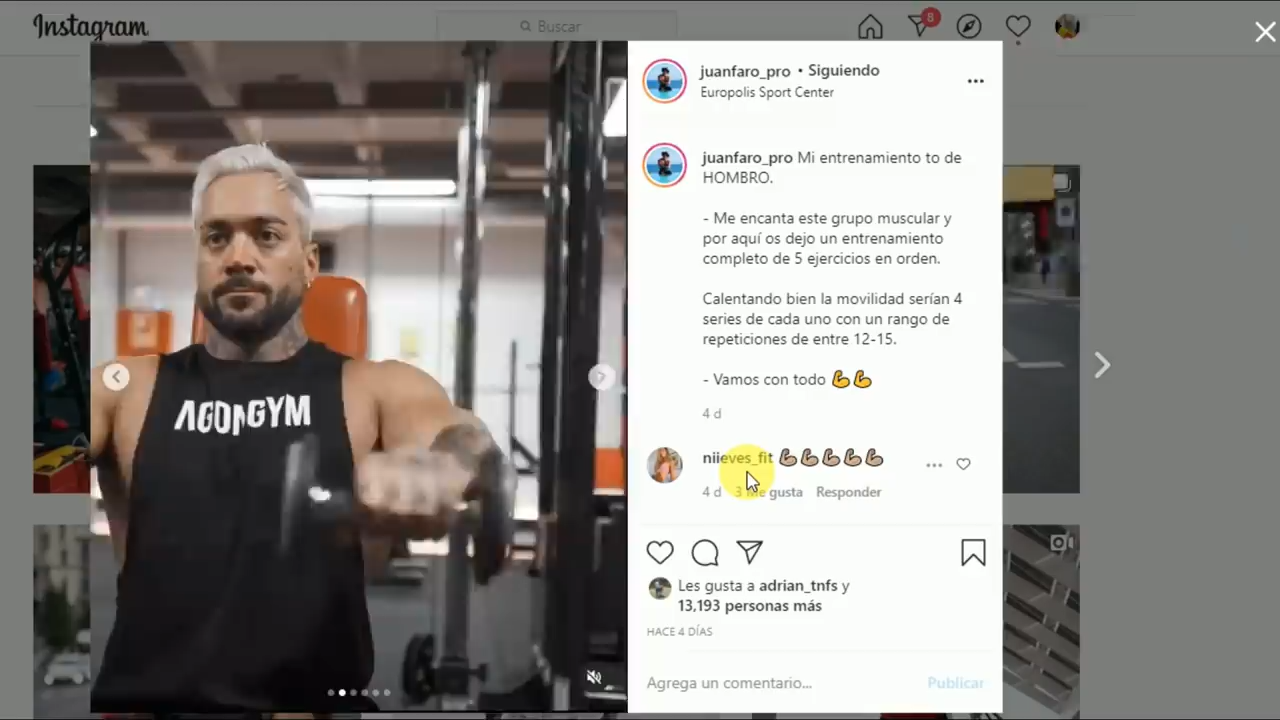 Instagram
Buscar
8
juanfaro_pro • Siguiendo
Europolis Sport Center
juanfaro_pro Mi entrenamiento to de
HOMBRO.
- Me encanta este grupo muscular y
por aquí os dejo un entrenamiento
completo de 5 ejercicios en orden.
Calentando bien la movilidad serían 4
series de cada uno con un rango de
repeticiones de entre 12-15.
- Vamos con todo 💪💪
4 d
niieves_fit 💪🏽💪🏽💪🏽💪🏽💪🏽
4 d 3 Me gusta Responder
Les gusta a adrian_tnfs y
13,193 personas más
HACE 4 DÍAS
Agrega un comentario... Publicar
AGONGYM